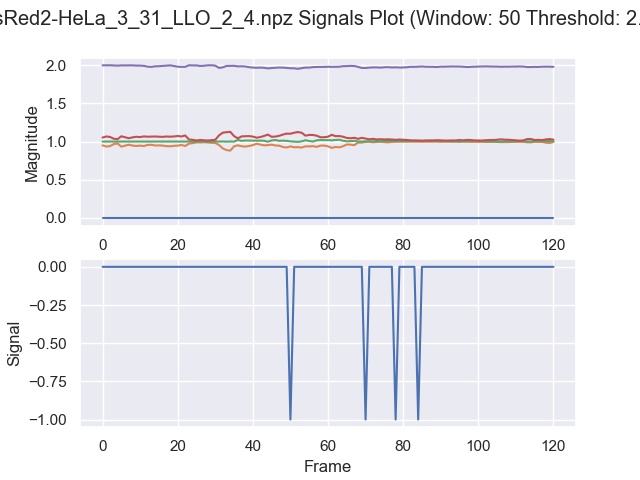 sRed2-HeLa_3_31_LLO_2_4.npz Signals Plot (Window: 50 Threshold: 2.
2.0
1.5
1.0
0.5
0.0
Magnitude
0 20 40 60 80 100 120
0.00
−0.25
−0.50
−0.75
−1.00
Signal
0 20 40 60 80 100 120
Frame